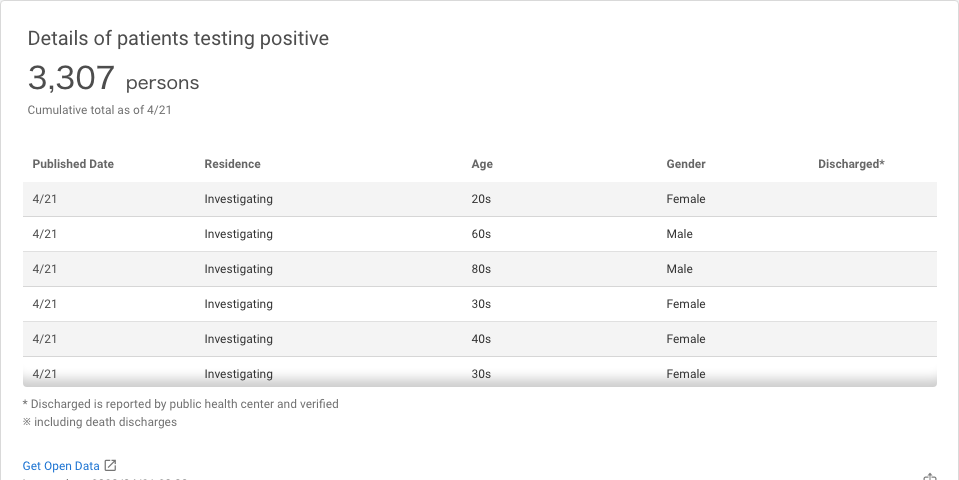 Details of patients testing positive
3,307 persons
Cumulative total as of 4/21
Published Date Residence Age Gender Discharged*
4/21 Investigating 20s Female
4/21 Investigating 60s Male
4/21 Investigating 80s Male
4/21 Investigating 30s Female
4/21 Investigating 40s Female
4/21 Investigating 30s Female
* Discharged is reported by public health center and verified
※ including death discharges
Get Open Data